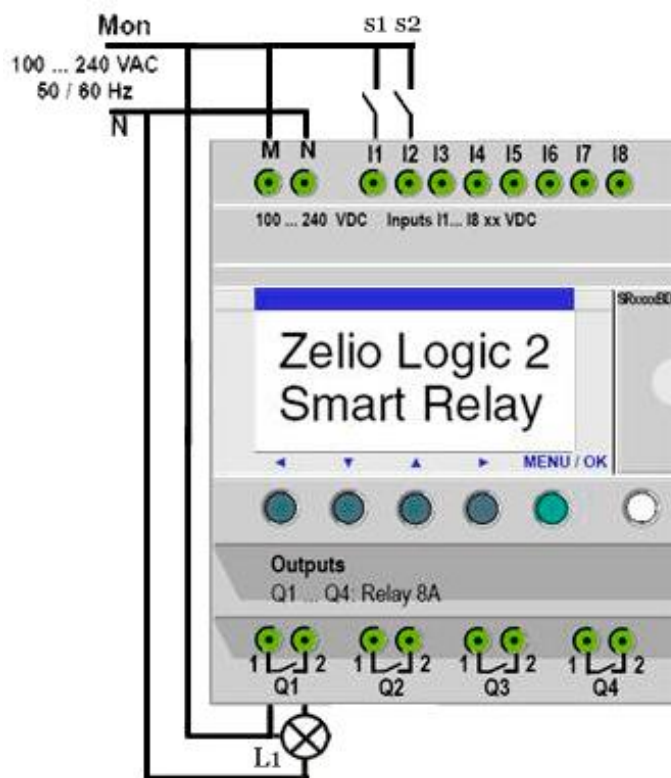 Mon
s1 s2
100 ... 240 VAC
50 / 60 Hz
N
M N I1 I2 I3 I4 I5 I6 I7 I8
100 ... 240 VDC Inputs I1... I8 xx VDC
SRxxxxBD
Zelio Logic 2
Smart Relay
◄ ▼ ▲ ► MENU / OK
Outputs
Q1 ... Q4: Relay 8A
1 2 1 2 1 2 1 2
Q1 Q2 Q3 Q4
L1